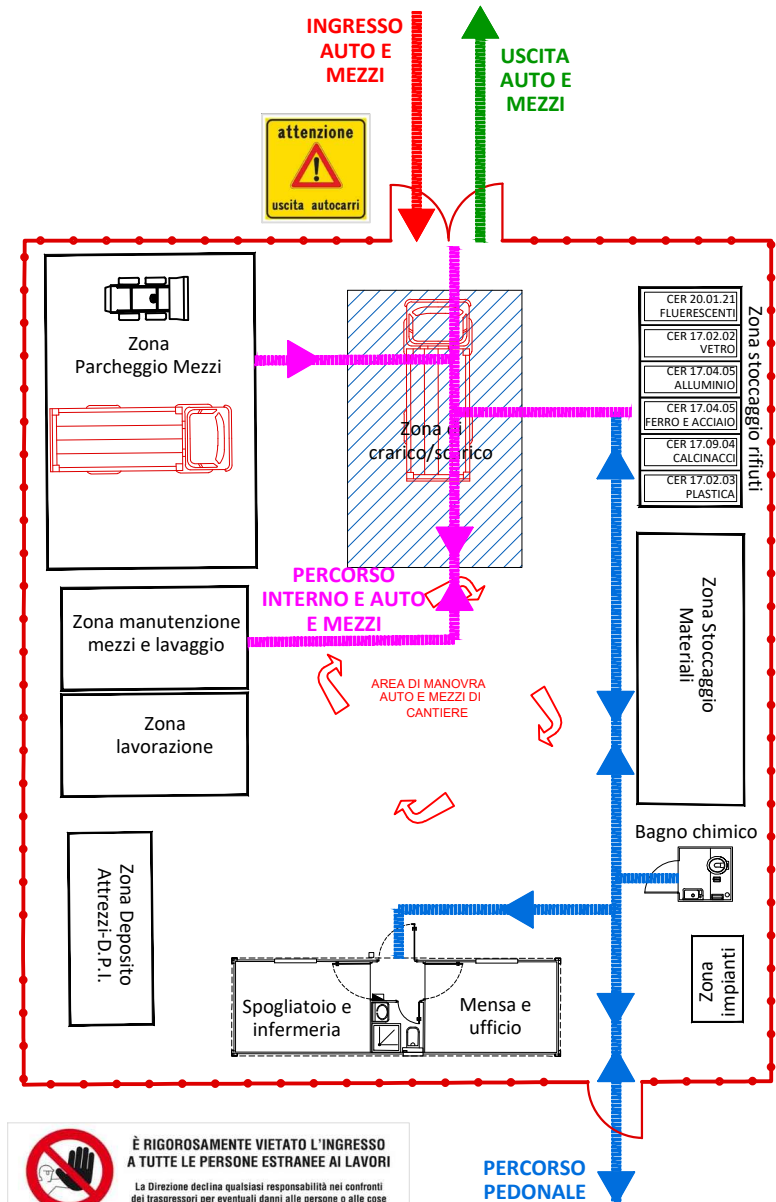 INGRESSO
AUTO E
MEZZI
USCITA
AUTO E
MEZZI
attenzione
uscita autocarri
Zona
Parcheggio Mezzi
Zona di
crarico/scarico
CER 20.01.21
FLUERESCENTI
CER 17.02.02
VETRO
CER 17.04.05
ALLUMINIO
CER 17.04.05
FERRO E ACCIAIO
CER 17.09.04
CALCINACCI
CER 17.02.03
PLASTICA
Zona stoccaggio rifiuti
PERCORSO
INTERNO E AUTO
E MEZZI
Zona manutenzione
mezzi e lavaggio
Zona
lavorazione
AREA DI MANOVRA
AUTO E MEZZI DI
CANTIERE
Zona Stoccaggio
Materiali
Bagno chimico
Zona Deposito
Attrezzi-D.P.I.
Spogliatoio e
infermeria
Mensa e
ufficio
Zona
impianti
È RIGOROSAMENTE VIETATO L'INGRESSO
A TUTTE LE PERSONE ESTRANEE AI LAVORI
La Direzione declina qualsiasi responsabilità nei confronti
dei trasgressori per eventuali danni alle persone o alle cose
PERCORSO
PEDONALE